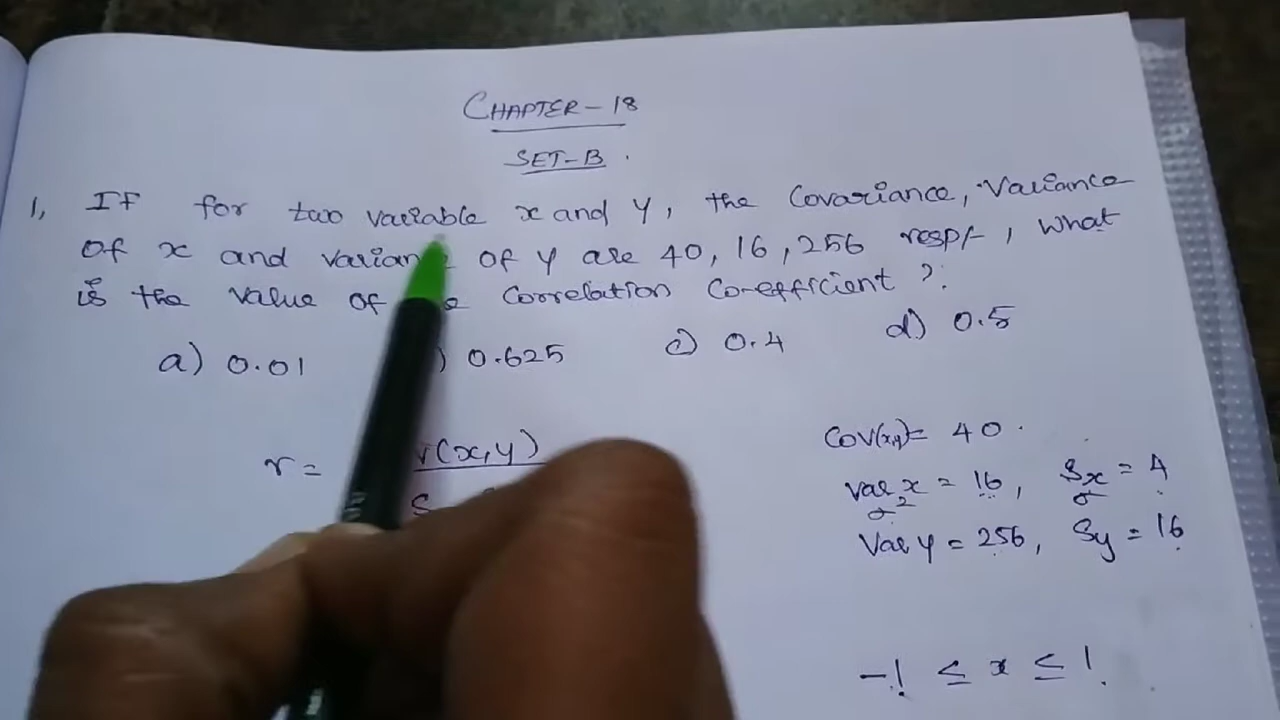 CHAPTER - 18
SET-B.
1, IF for two variable x and y, the Covariance, Variance
of x and of y are 40, 16, 256 resp/-, what
is the value of Correlation Co-efficient ?.
a) 0.01 ) 0.625 c) 0.4 d) 0.5
r = (x,y)
S
Cov(x,y)= 40.
var x = 16, Sx = 4
σ² σ
Var y = 256, Sy = 16
-1 ≤ x ≤ 1.